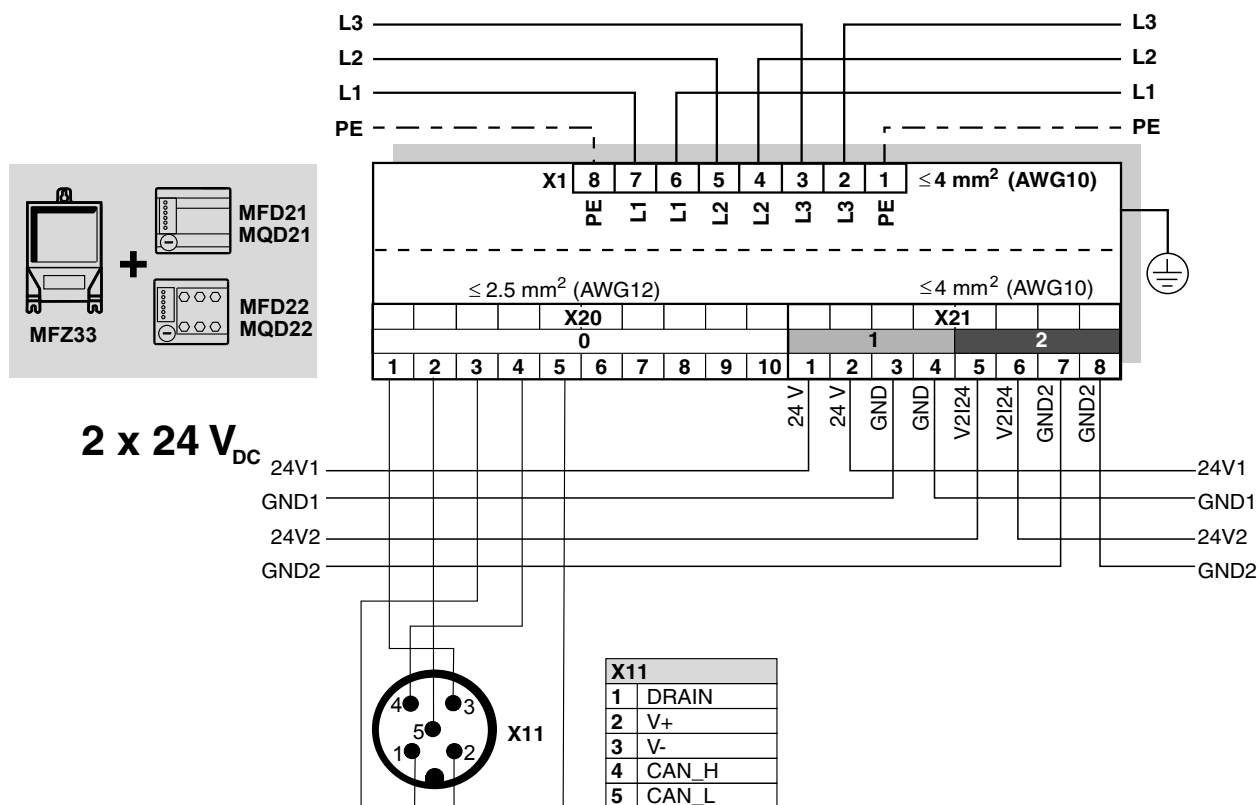 L3 L3
L2 L2
L1 L1
PE PE
X1 8 7 6 5 4 3 2 1 ≤ 4 mm² (AWG10)
PE L1 L1 L2 L2 L3 L3 PE
MFD21
MQD21
+
MFD22
MQD22
MFZ33
≤ 2.5 mm² (AWG12) ≤ 4 mm² (AWG10)
X20 X21
0 1 2
1 2 3 4 5 6 7 8 9 10 1 2 3 4 5 6 7 8
24 V 24 V GND GND V2I24 V2I24 GND2 GND2
2 x 24 V DC
24V1 24V1
GND1 GND1
24V2 24V2
GND2 GND2
4 3
5
1 2
X11
X11
1 DRAIN
2 V+
3 V-
4 CAN_H
5 CAN_L